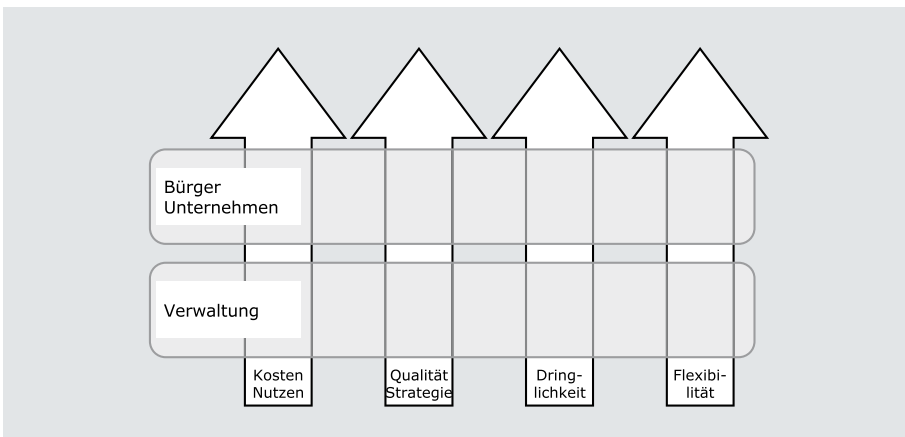 Bürger
Unternehmen
Verwaltung
Kosten
Nutzen
Qualität
Strategie
Dring-
lichkeit
Flexibi-
lität